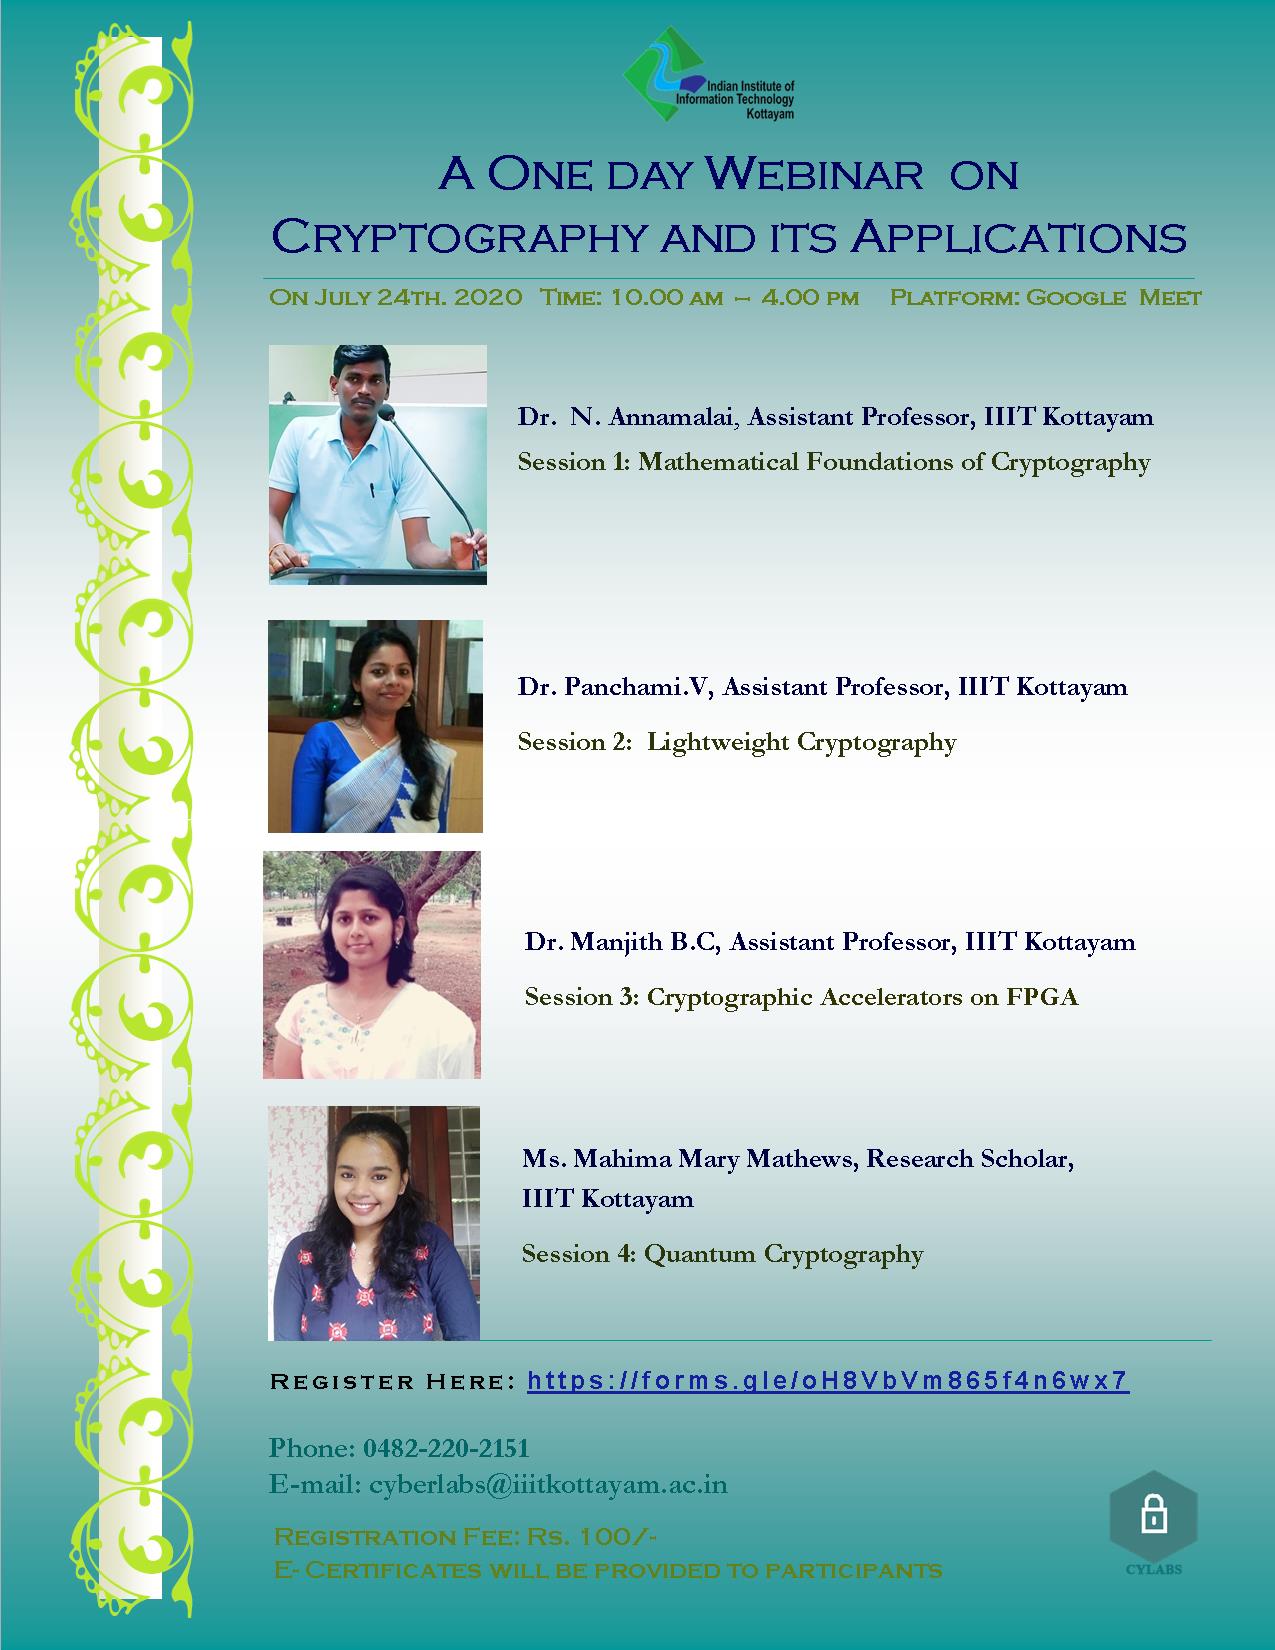 Indian Institute of
Information Technology
Kottayam
A One day Webinar on
Cryptography and its Applications
On July 24th. 2020 Time: 10.00 am – 4.00 pm Platform: Google Meet
Dr. N. Annamalai, Assistant Professor, IIIT Kottayam
Session 1: Mathematical Foundations of Cryptography
Dr. Panchami.V, Assistant Professor, IIIT Kottayam
Session 2: Lightweight Cryptography
Dr. Manjith B.C, Assistant Professor, IIIT Kottayam
Session 3: Cryptographic Accelerators on FPGA
Ms. Mahima Mary Mathews, Research Scholar,
IIIT Kottayam
Session 4: Quantum Cryptography
Register Here: https://forms.gle/oH8VbVm865f4n6wx7
Phone: 0482-220-2151
E-mail: cyberlabs@iiitkottayam.ac.in
Registration Fee: Rs. 100/-
E- Certificates will be provided to participants
CYLABS